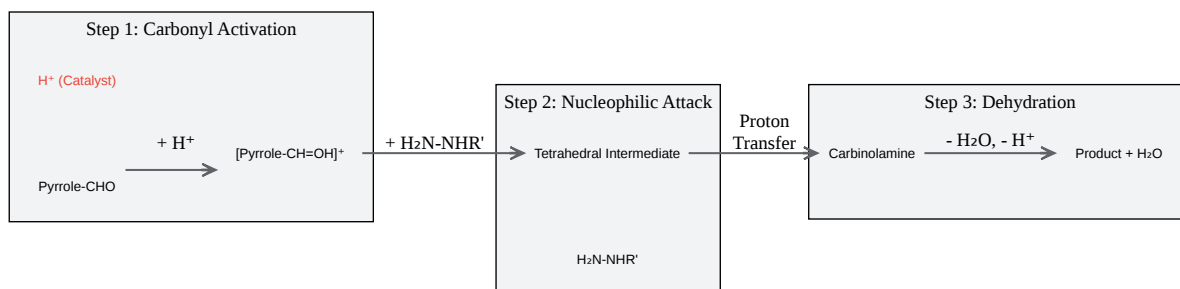 Step 1: Carbonyl Activation
H⁺ (Catalyst)
+ H⁺
Pyrrole-CHO
[Pyrrole-CH=OH]⁺
+ H₂N-NHR'
Step 2: Nucleophilic Attack
Tetrahedral Intermediate
H₂N-NHR'
Proton
Transfer
Step 3: Dehydration
Carbinolamine
- H₂O, - H⁺
Product + H₂O